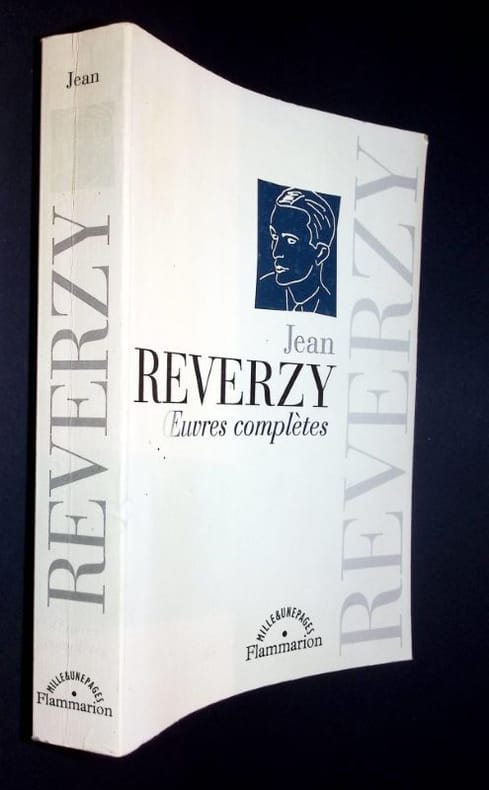 Jean
REVERZY
MILLE&UNEPAGES
Flammarion
Jean
REVERZY
Œuvres complètes
MILLE&UNEPAGES
Flammarion
REVERZY